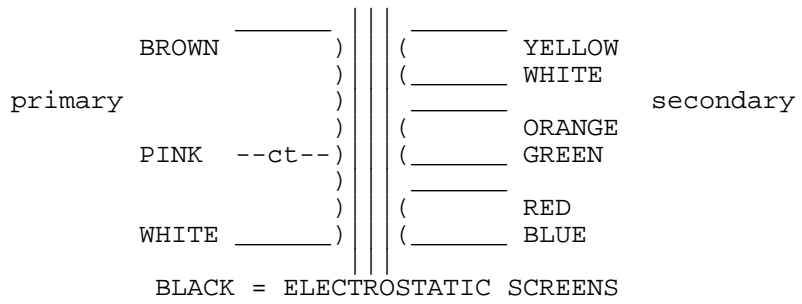 BROWN YELLOW
WHITE
primary secondary
ORANGE
PINK --ct-- GREEN
RED
WHITE BLUE
BLACK = ELECTROSTATIC SCREENS